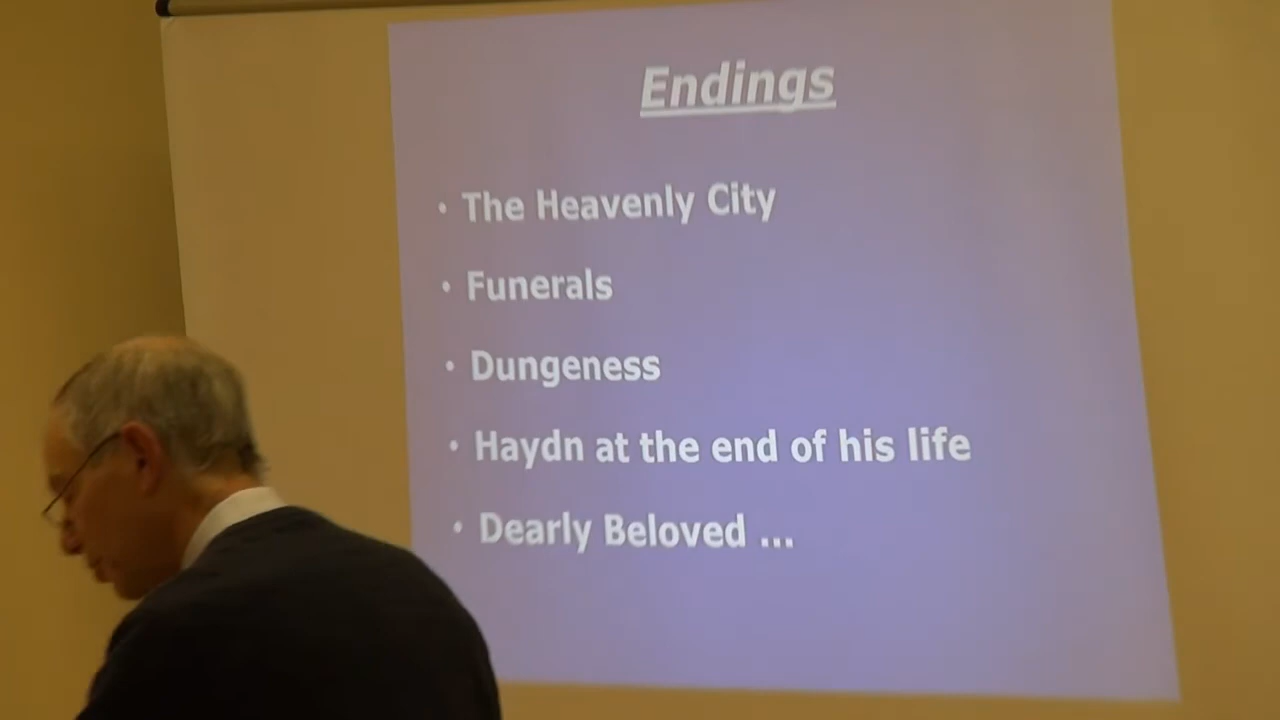 Endings
• The Heavenly City
• Funerals
• Dungeness
• Haydn at the end of his life
• Dearly Beloved ...